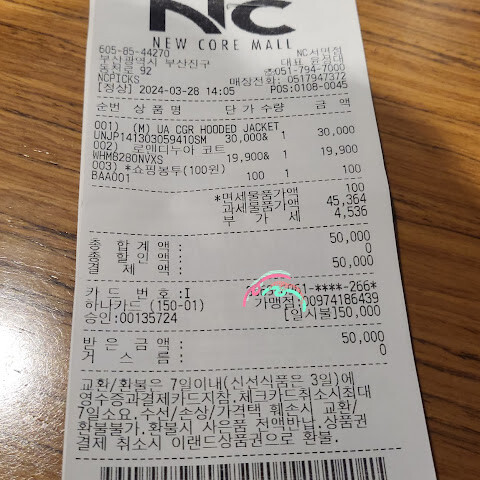 NC
NEW CORE MALL
605-85-44270 NC서면점
부산광역시 부산진구 대표 윤성대
동천로 92 ☎051-794-7000
NCPICKS 매장전화: 0517947372
[정상] 2024-03-28 14:05 POS:0108-0045
순번 상 품 명 단 가 수량 금 액
001) (M) UA CGR HOODED JACKET
UNJP141303059410SM 30,000& 1 30,000
002) 로엔디누아 코트
WHMB280NVXS 19,900& 1 19,900
003) *쇼핑봉투(100원)
BAA001 100 1 100
*면세물품가액 100
과세물품가액 45,364
부 가 세 4,536
총 합 계 액 : 50,000
총 할 인 액 : 0
결 제 액 : 50,000
카 드 번 호 :I -****-266*
하나카드 (150-01) 가맹점:00974186439
승인:00135724 [일시불]50,000
받 은 금 액 : 50,000
거 스 름 : 0
교환/환불은 7일이내(신선식품은 3일)에
영수증과결제카드지참.체크카드취소시최대
7일소요.수선/손상/가격택 훼손시 교환/
환불불가.환불시 사은품 전액반납.상품권
결제 취소시 이랜드상품권으로 환불.